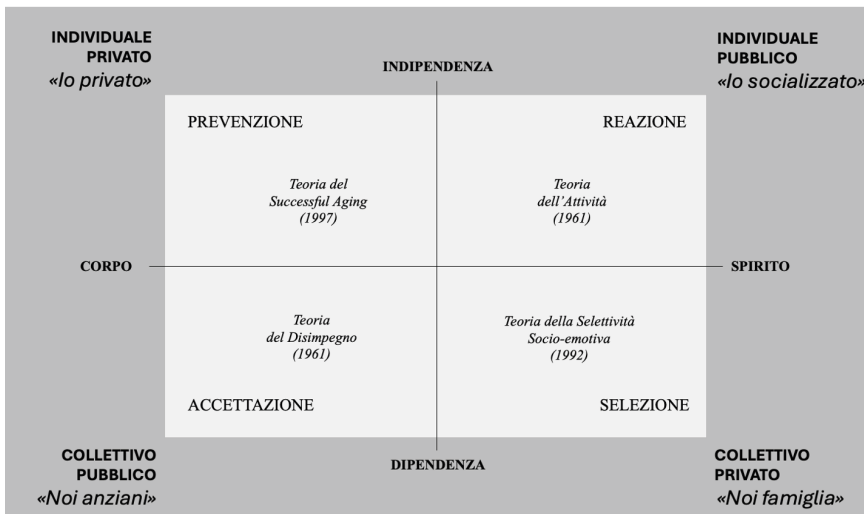 INDIVIDUALE
PRIVATO
«Io privato»
INDIVIDUALE
PUBBLICO
«Io socializzato»
INDIPENDENZA
PREVENZIONE
REAZIONE
Teoria del
Successful Aging
(1997)
Teoria
dell'Attività
(1961)
CORPO
SPIRITO
Teoria
del Disimpegno
(1961)
Teoria della Selettività
Socio-emotiva
(1992)
ACCETTAZIONE
SELEZIONE
COLLETTIVO
PUBBLICO
«Noi anziani»
DIPENDENZA
COLLETTIVO
PRIVATO
«Noi famiglia»